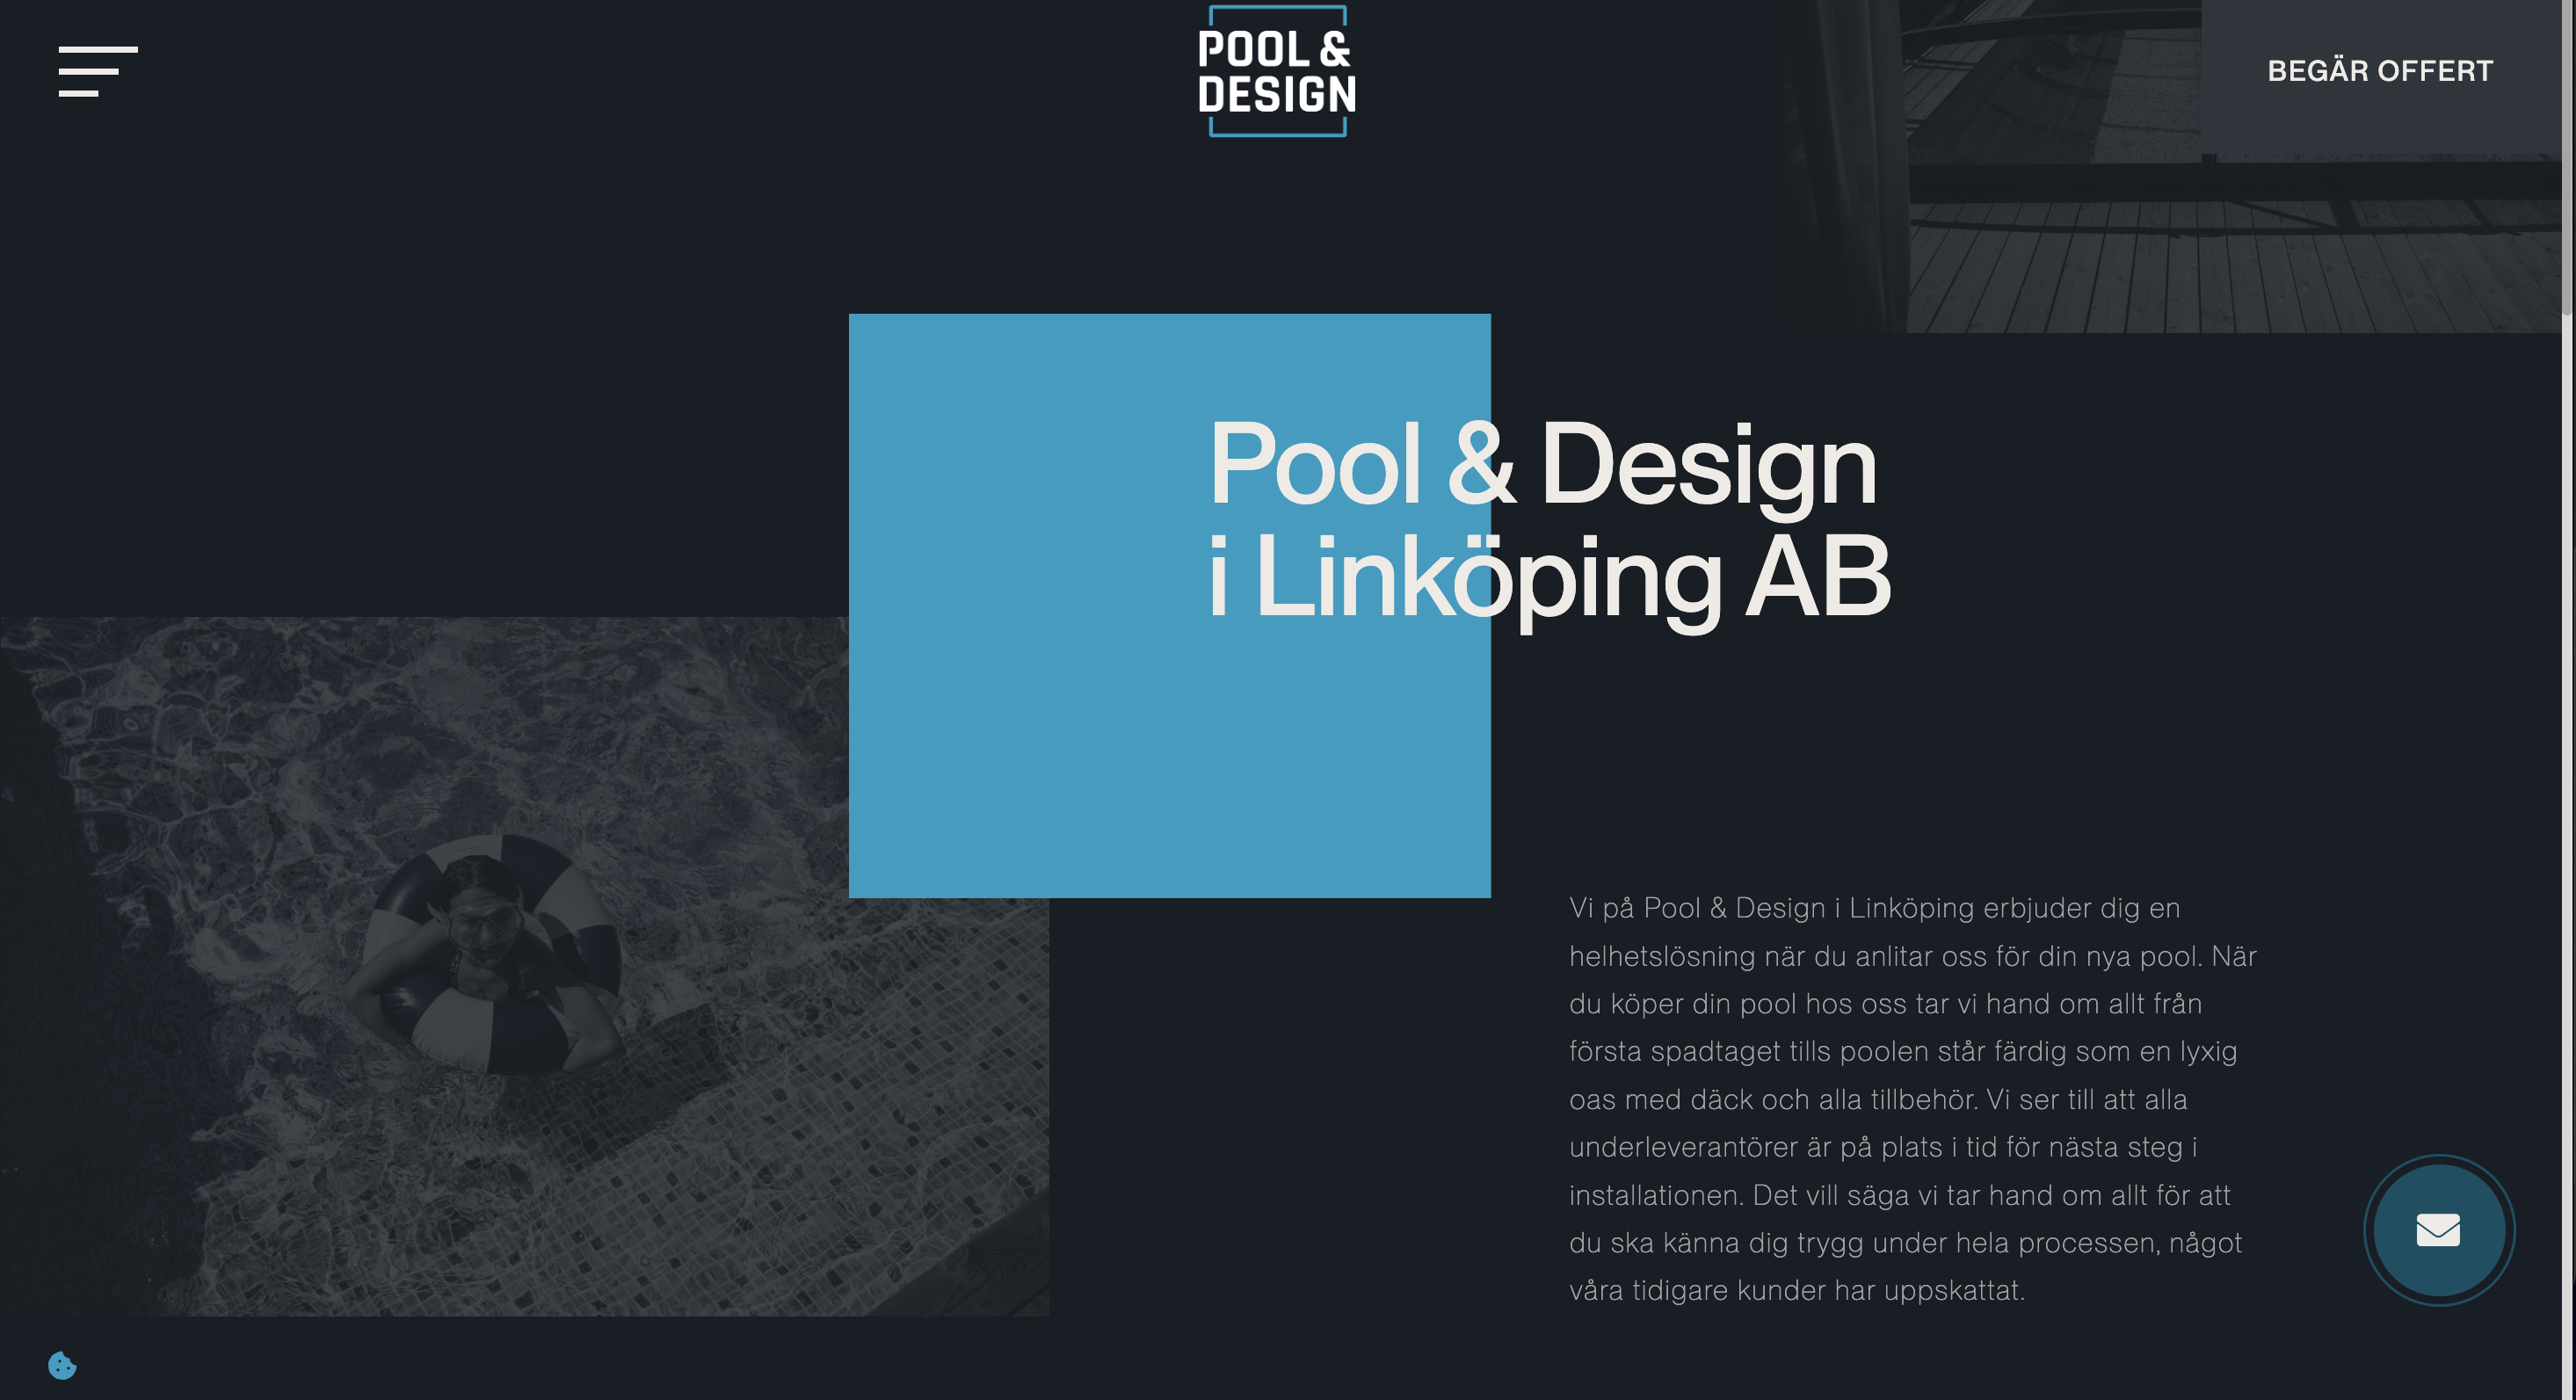 POOL &
DESIGN
BEGÄR OFFERT
Pool & Design
i Linköping AB
Vi på Pool & Design i Linköping erbjuder dig en
helhetslösning när du anlitar oss för din nya pool. När
du köper din pool hos oss tar vi hand om allt från
första spadtaget tills poolen står färdig som en lyxig
oas med däck och alla tillbehör. Vi ser till att alla
underleverantörer är på plats i tid för nästa steg i
installationen. Det vill säga vi tar hand om allt för att
du ska känna dig trygg under hela processen, något
våra tidigare kunder har uppskattat.